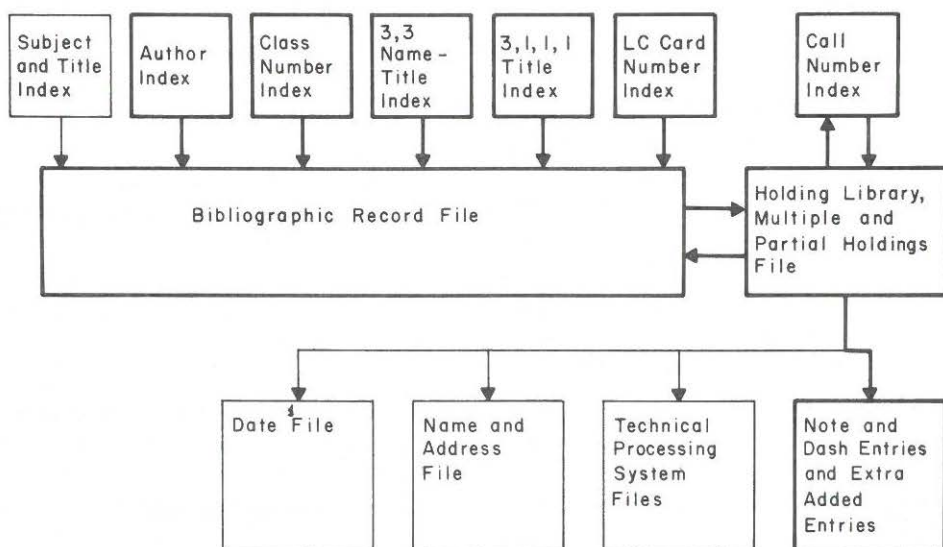 Subject
and Title
Index
Author
Index
Class
Number
Index
3,3
Name-
Title
Index
3,1,1,1
Title
Index
LC Card
Number
Index
Call
Number
Index
Bibliographic Record File
Holding Library,
Multiple and
Partial Holdings
File
Date File
Name and
Address
File
Technical
Processing
System
Files
Note and
Dash Entries
and Extra
Added
Entries